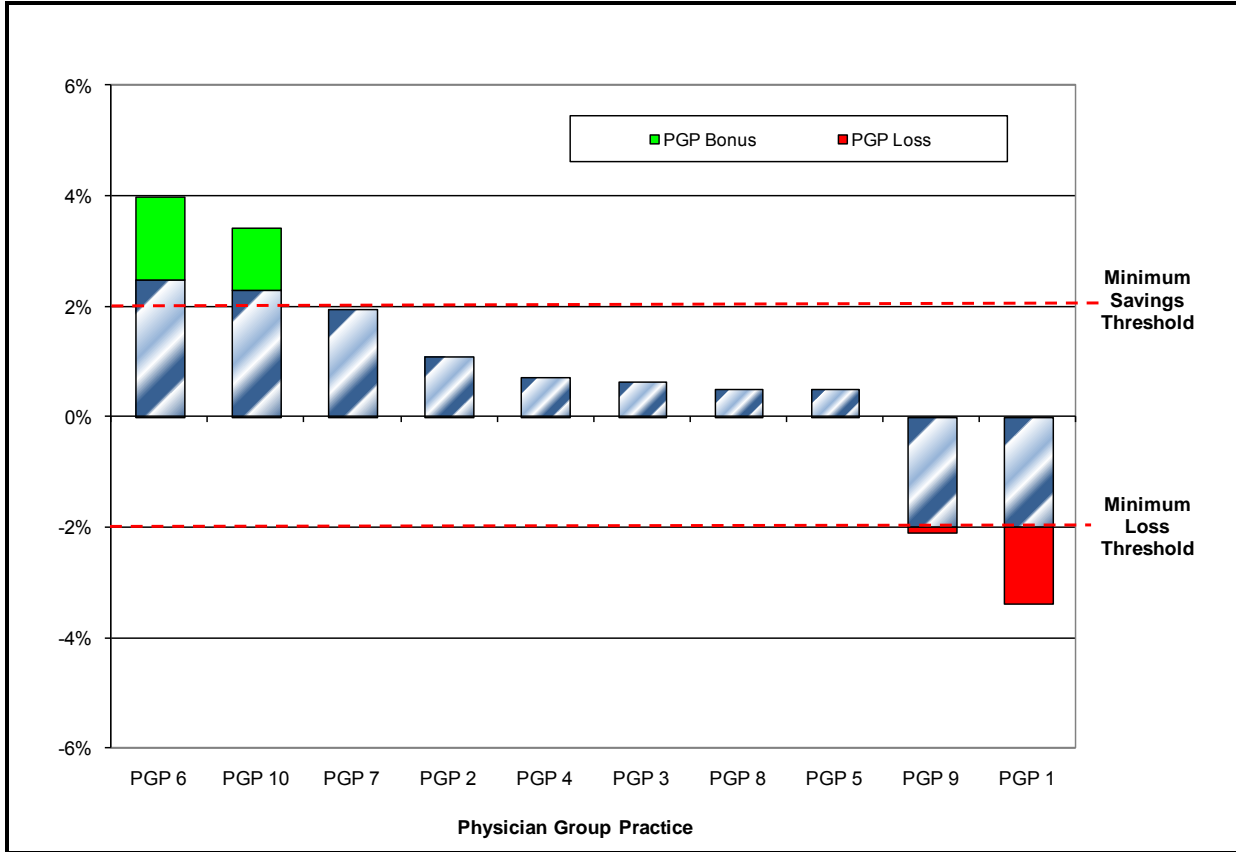 6%
PGP Bonus PGP Loss
4%
Minimum
Savings
Threshold
2%
0%
Minimum
Loss
Threshold
-2%
-4%
-6%
PGP 6 PGP 10 PGP 7 PGP 2 PGP 4 PGP 3 PGP 8 PGP 5 PGP 9 PGP 1
Physician Group Practice